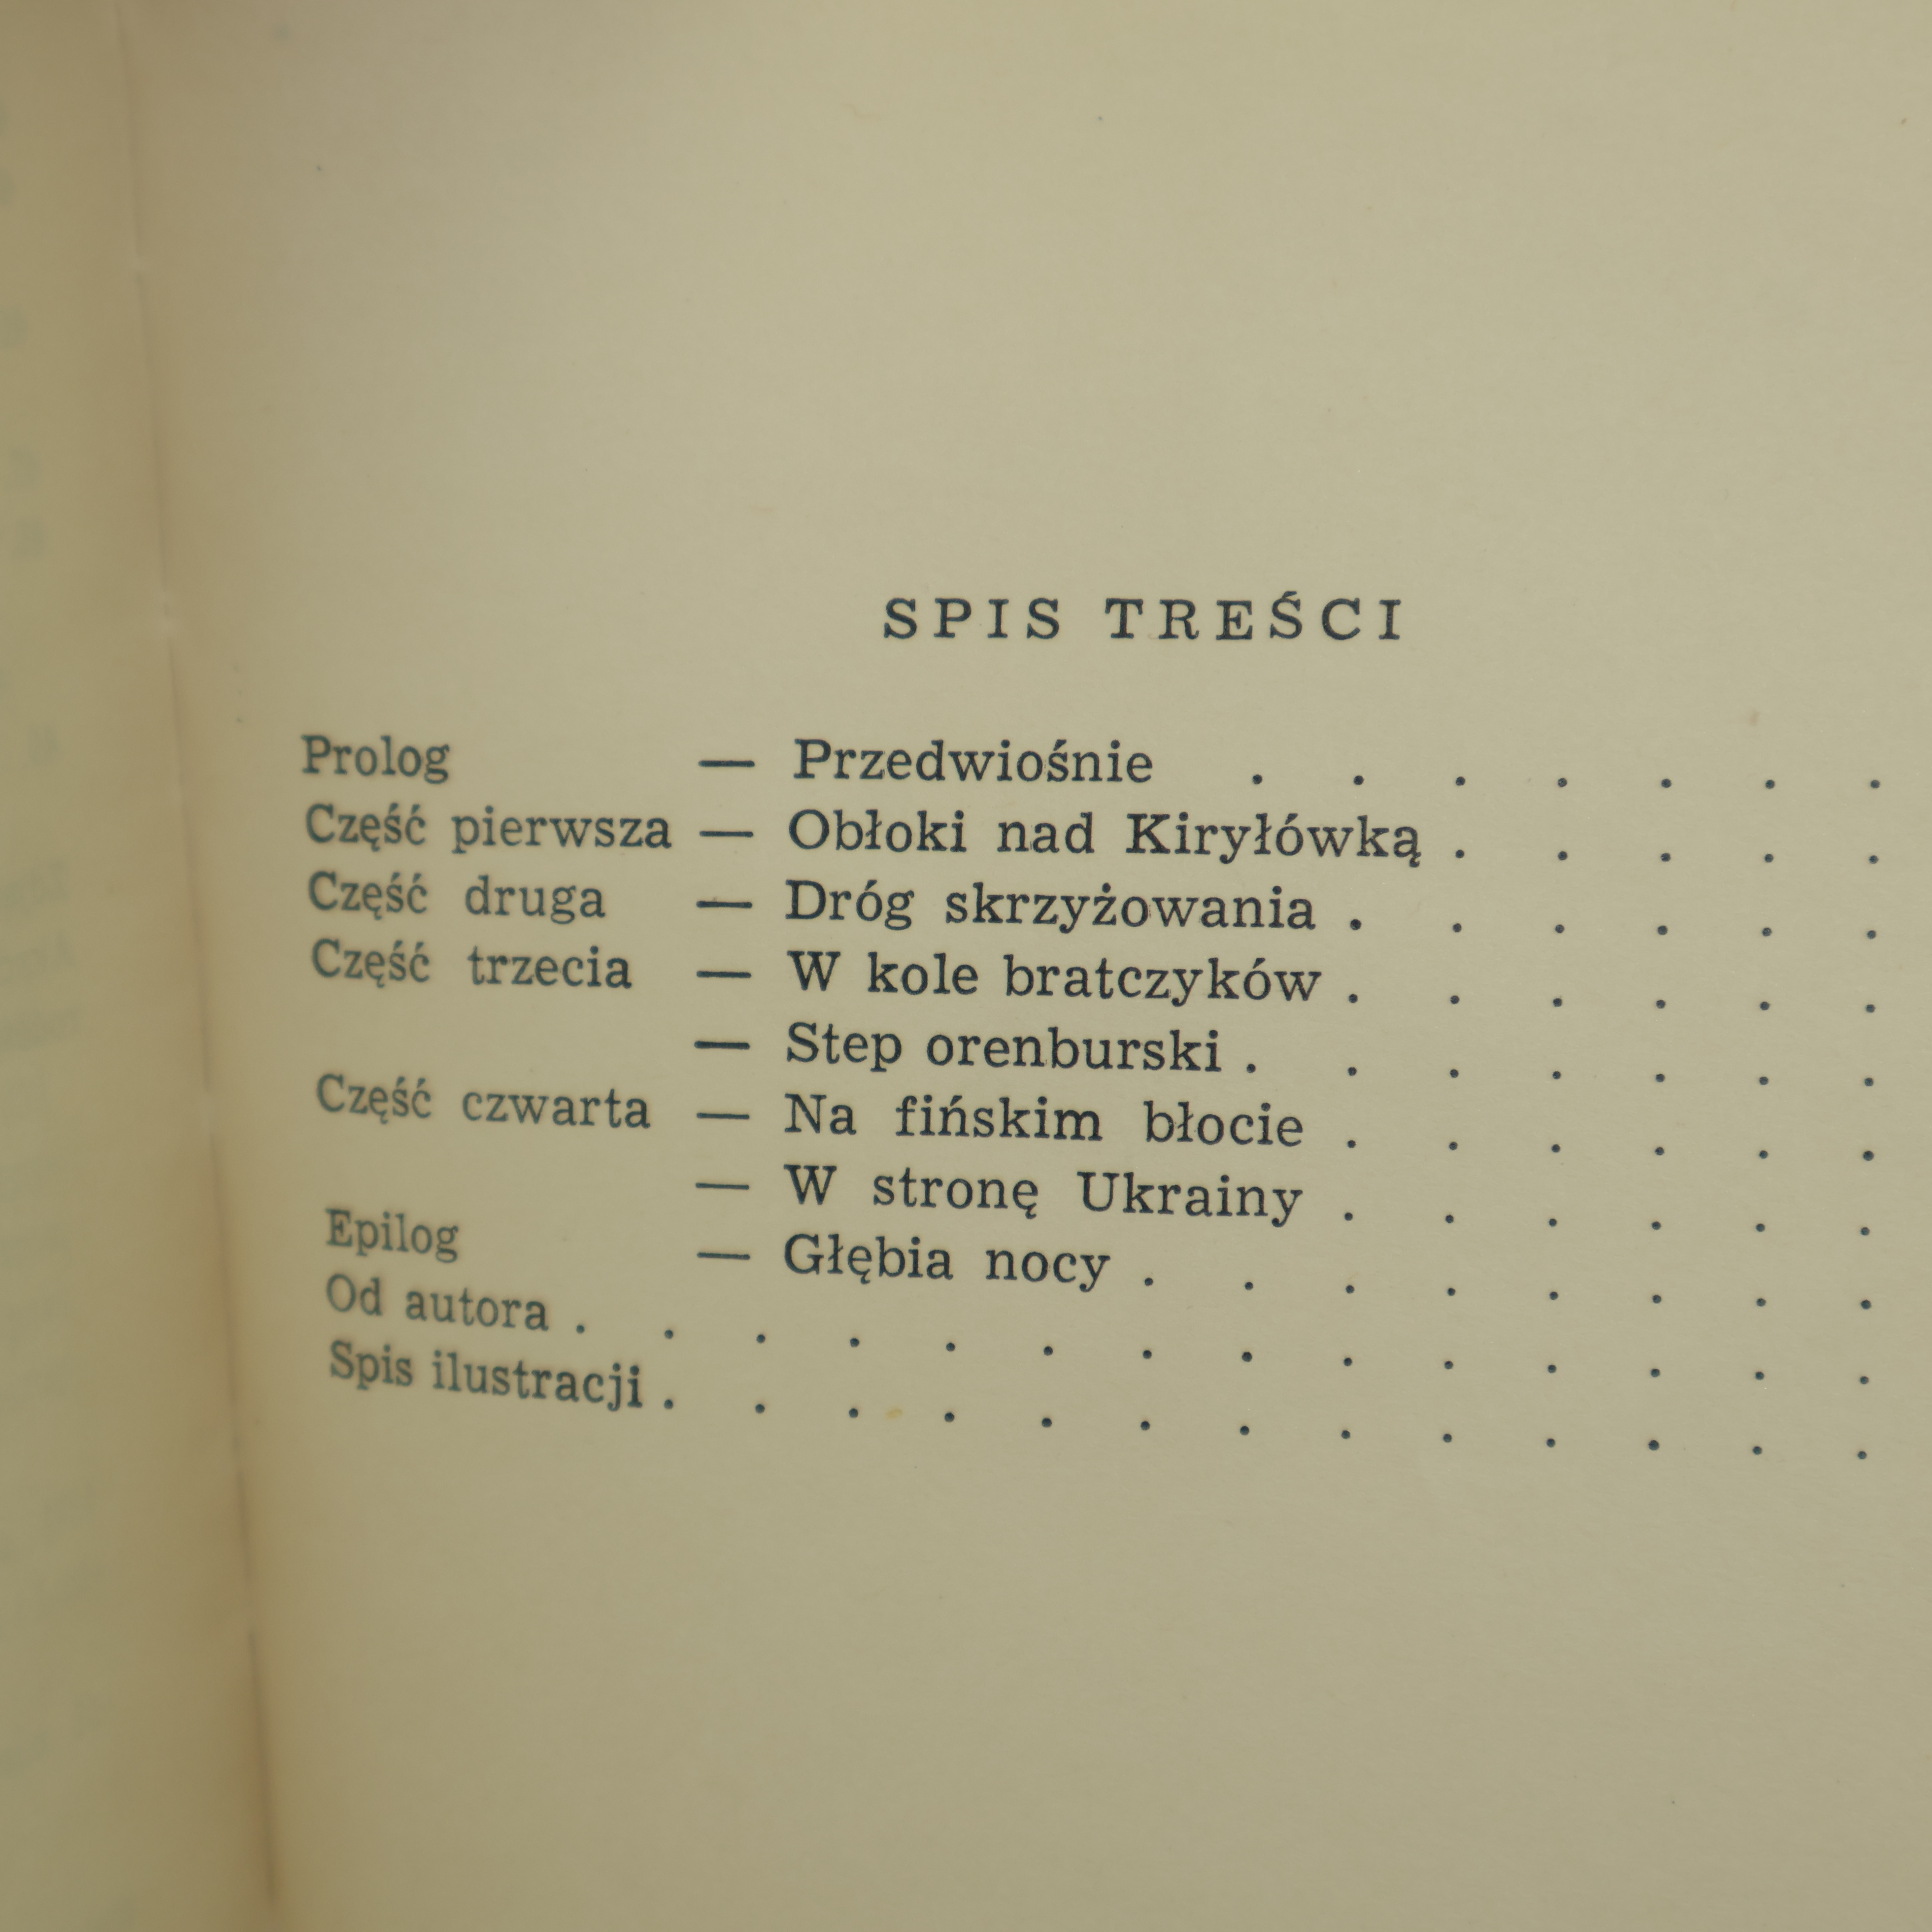 SPIS TREŚCI
Prolog — Przedwiośnie . . . . . . .
Część pierwsza — Obłoki nad Kiryłówką . . . . .
Część druga — Dróg skrzyżowania . . . . . .
Część trzecia — W kole bratczyków . . . . . .
— Step orenburski . . . . . . .
Część czwarta — Na fińskim błocie . . . . . .
— W stronę Ukrainy . . . . . .
Epilog — Głębia nocy . . . . . . . .
Od autora . . . . . . . . . . . . . .
Spis ilustracji . . . . . . . . . . . . .